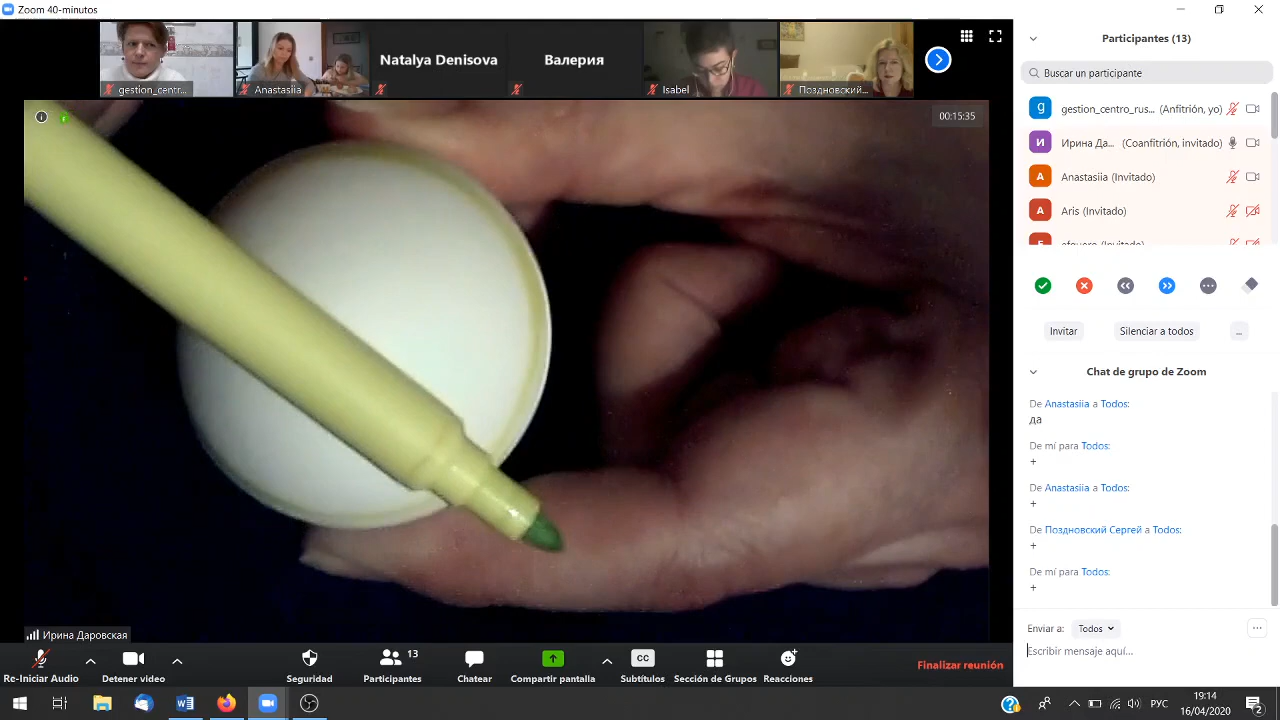 Zoom 40-minutos
gestion_centr...
Anastasiia
Natalya Denisova
Валерия
Isabel
Поздновский...
00:15:35
Ирина Даровская
Participantes (13)
Buscar un participante
g
gestion_centro_rus... (Anfitrión, yo)
И
Ирина Да... (Coanfitrión, invitado)
A
Anastasiia (Invitado)
A
Aris (Invitado)
Invitar
Silenciar a todos
...
Chat de grupo de Zoom
De Anastasiia a Todos:
да
De mí para Todos:
+
De Anastasiia a Todos:
+
De Поздновский Сергей a Todos:
+
De mí para Todos:
+
Enviar a: Todos
Escribir mensaje aquí...
Re-Iniciar Audio
Detener video
Seguridad
13
Participantes
Chatear
Compartir pantalla
CC
Subtítulos
Sección de Grupos
Reacciones
Finalizar reunión
РУС
19:14
16/04/2020
2